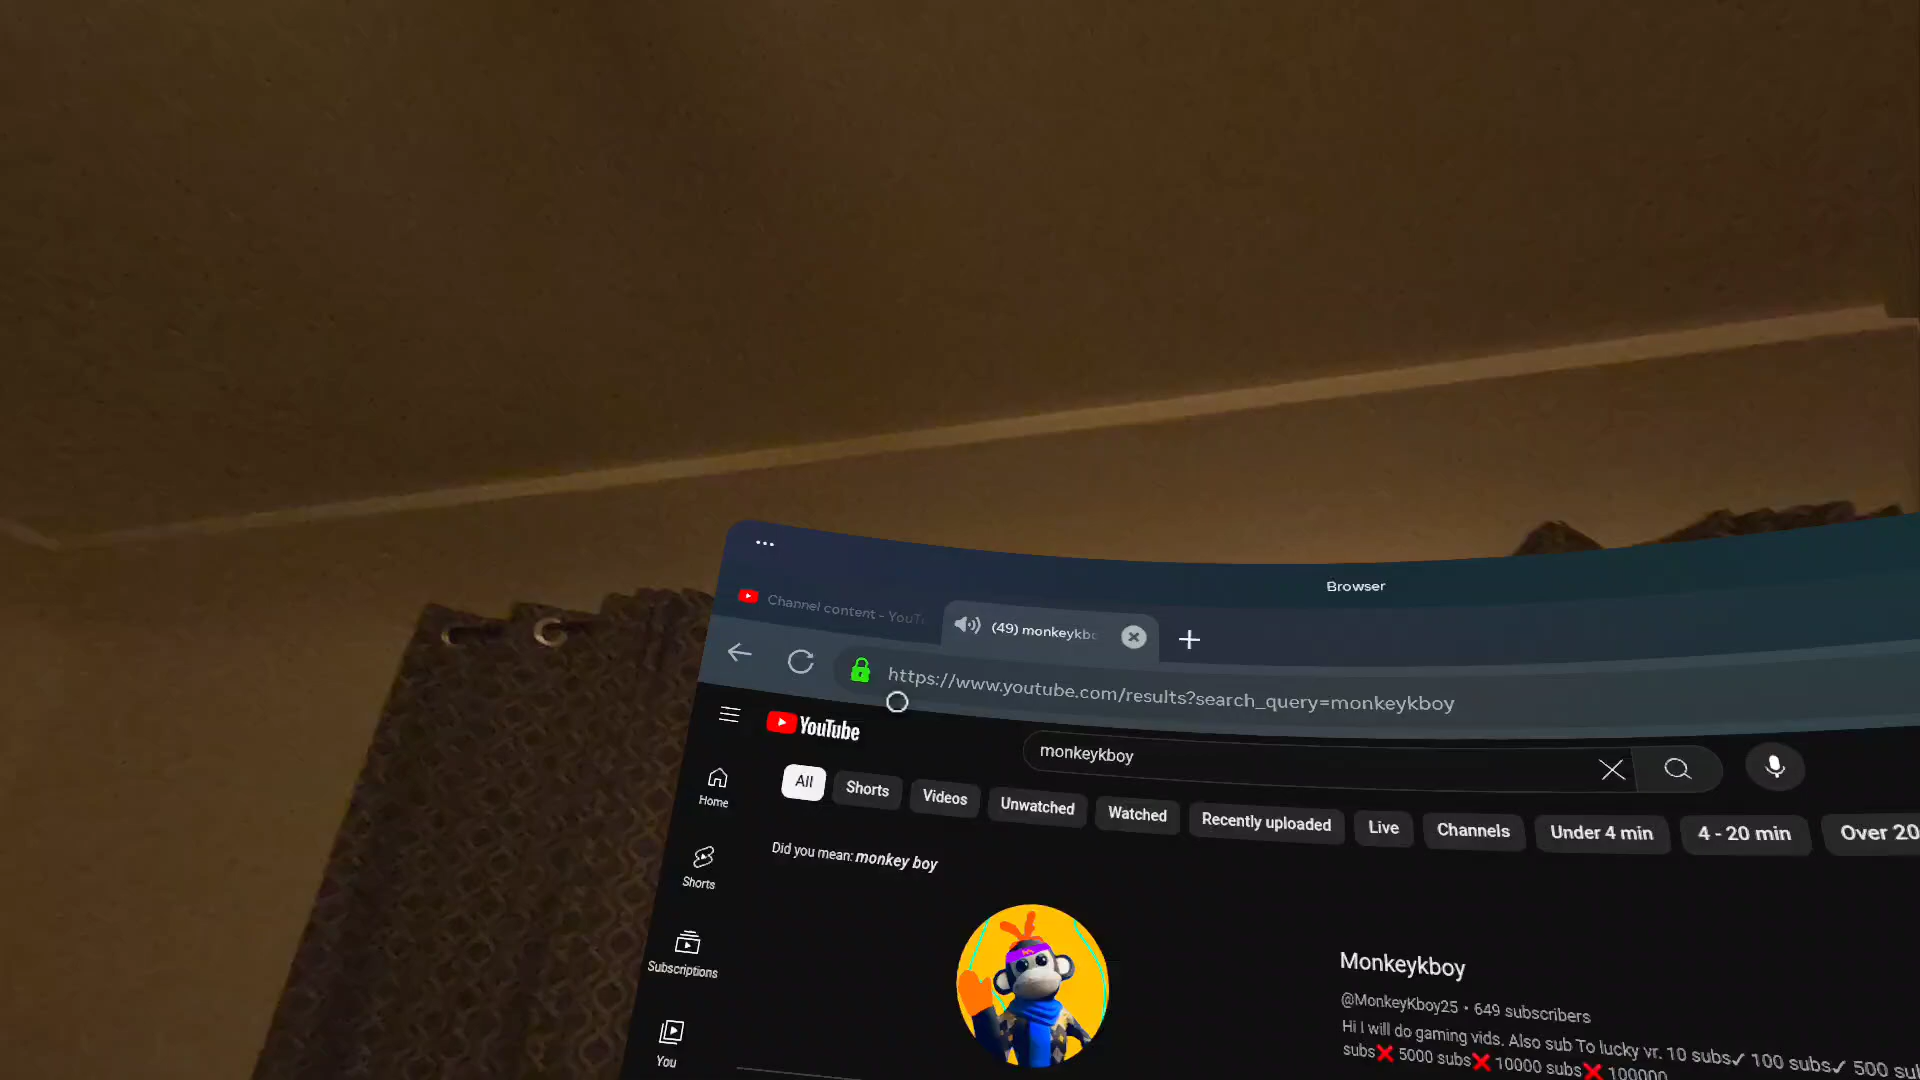 Browser
Channel content - YouT
(49) monkeykbo
https://www.youtube.com/results?search_query=monkeykboy
YouTube
monkeykboy
All Shorts Videos Unwatched Watched Recently uploaded Live Channels Under 4 min 4 - 20 min Over 20
Home
Did you mean: monkey boy
Shorts
Subscriptions
You
Monkeykboy
@MonkeyKboy25 • 649 subscribers
Hi I will do gaming vids. Also sub To lucky vr. 10 subs✓ 100 subs✓ 500 sul
subs❌ 5000 subs❌ 10000 subs❌ 100000